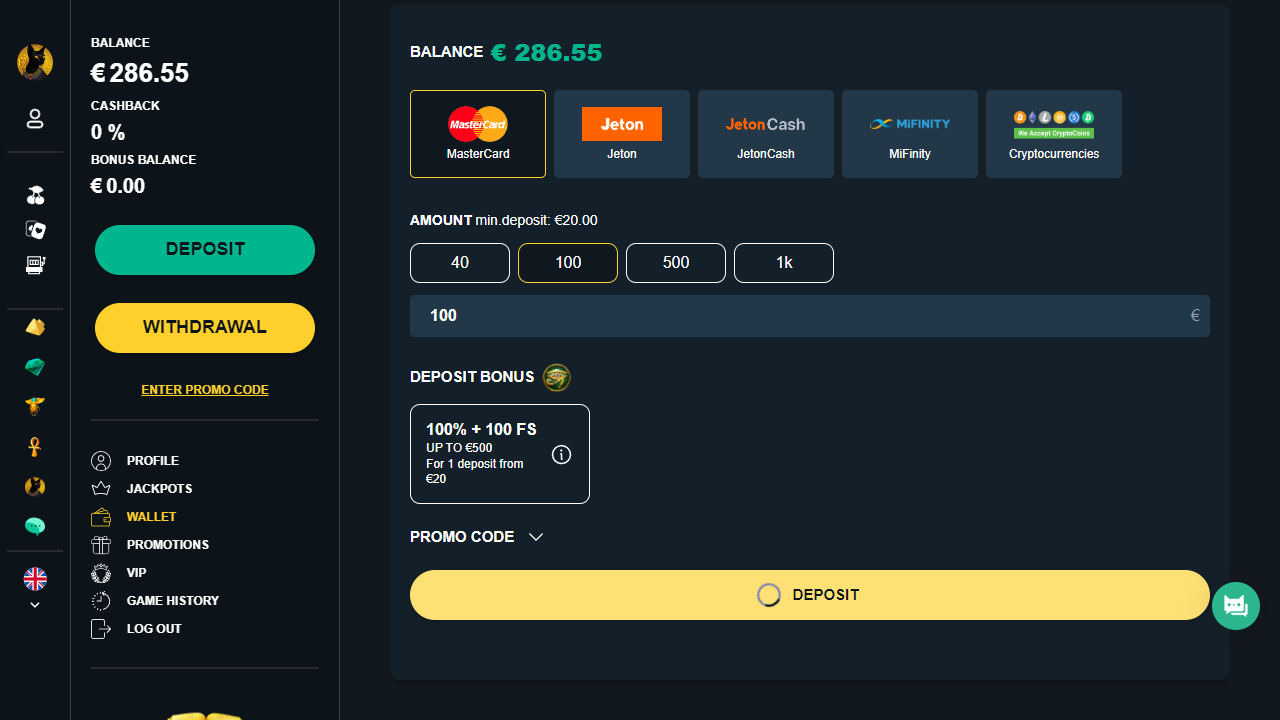 BALANCE
€ 286.55
CASHBACK
0 %
BONUS BALANCE
€ 0.00
DEPOSIT
WITHDRAWAL
ENTER PROMO CODE
PROFILE
JACKPOTS
WALLET
PROMOTIONS
VIP
GAME HISTORY
LOG OUT
BALANCE € 286.55
MasterCard
MasterCard
Jeton
Jeton
JetonCash
JetonCash
MiFINITY
MiFinity
We Accept CryptoCoins
Cryptocurrencies
AMOUNT min.deposit: €20.00
40
100
500
1k
100 €
DEPOSIT BONUS
100% + 100 FS
UP TO €500
For 1 deposit from
€20
PROMO CODE
DEPOSIT